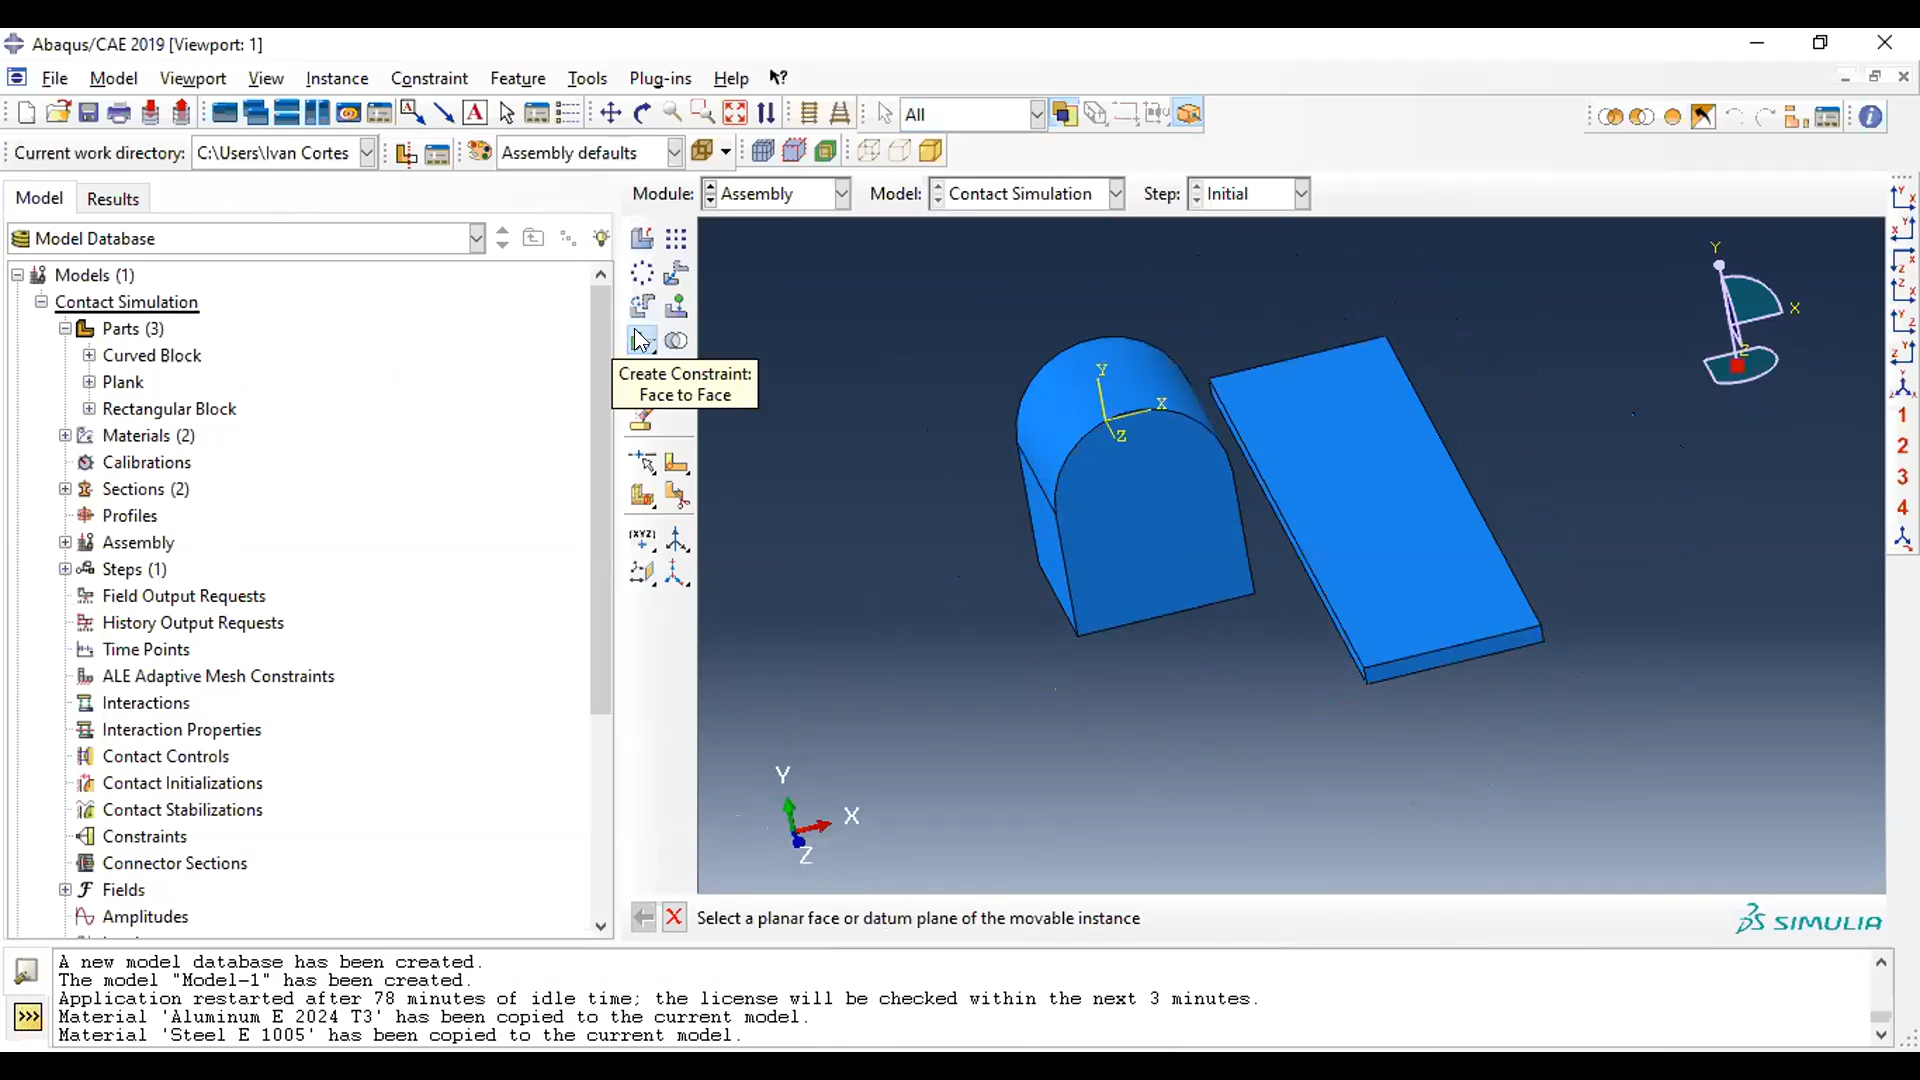 Abaqus/CAE 2019 [Viewport: 1]
File Model Viewport View Instance Constraint Feature Tools Plug-ins Help
A All
Current work directory: C:\Users\Ivan Cortes Assembly defaults
Model Results Module: Assembly Model: Contact Simulation Step: Initial
Model Database
Models (1)
Contact Simulation
Parts (3)
Curved Block
Plank
Rectangular Block
Materials (2)
Calibrations
Sections (2)
Profiles
Assembly
Steps (1)
Field Output Requests
History Output Requests
Time Points
ALE Adaptive Mesh Constraints
Interactions
Interaction Properties
Contact Controls
Contact Initializations
Contact Stabilizations
Constraints
Connector Sections
Fields
Amplitudes
Create Constraint:
Face to Face
(XYZ)
Y
X
Z
Y
X
Z
Y
X
Z
1
2
3
4
Select a planar face or datum plane of the movable instance
SIMULIA
A new model database has been created.
The model "Model-1" has been created.
Application restarted after 78 minutes of idle time; the license will be checked within the next 3 minutes.
Material 'Aluminum E 2024 T3' has been copied to the current model.
Material 'Steel E 1005' has been copied to the current model.
>>>